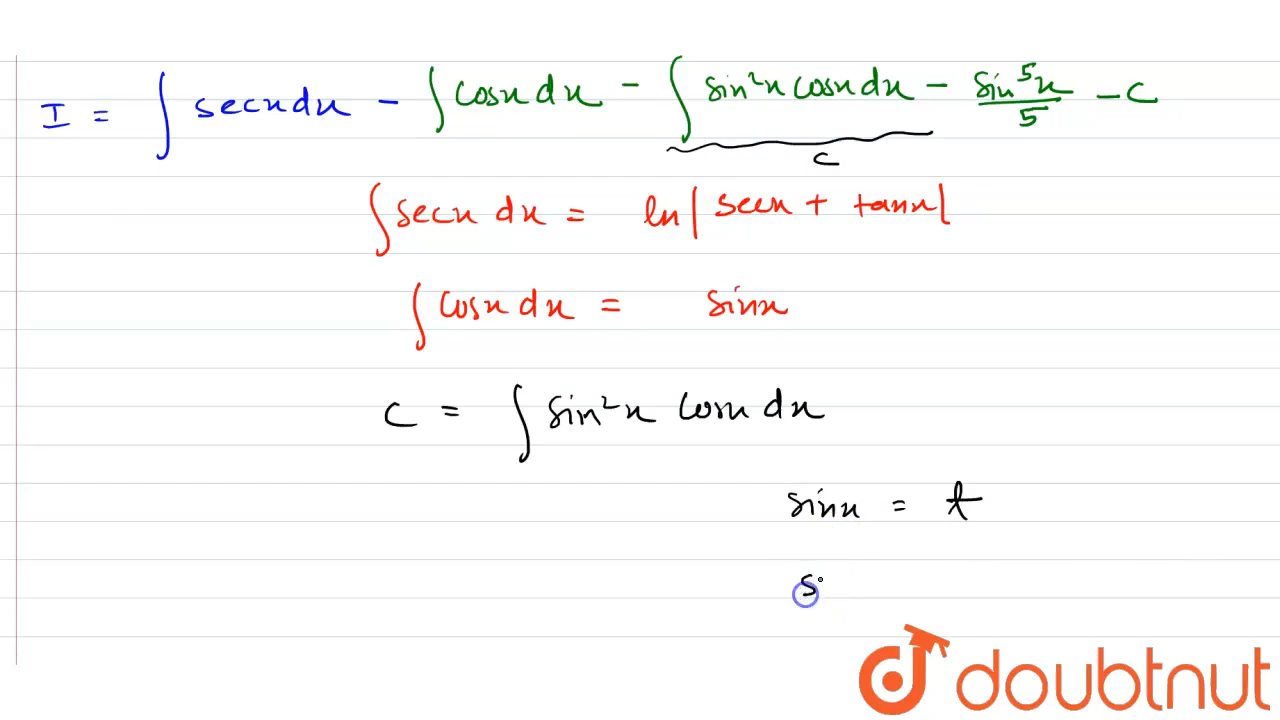 I = ∫ secx dx - ∫ cosx dx - ∫ sin²x cosx dx - sin⁵x/5 - c
c
∫ secx dx = ln | secx + tanx |
∫ cosx dx = sinx
c = ∫ sin²x cosx dx
sinx = t
s
doubtnut